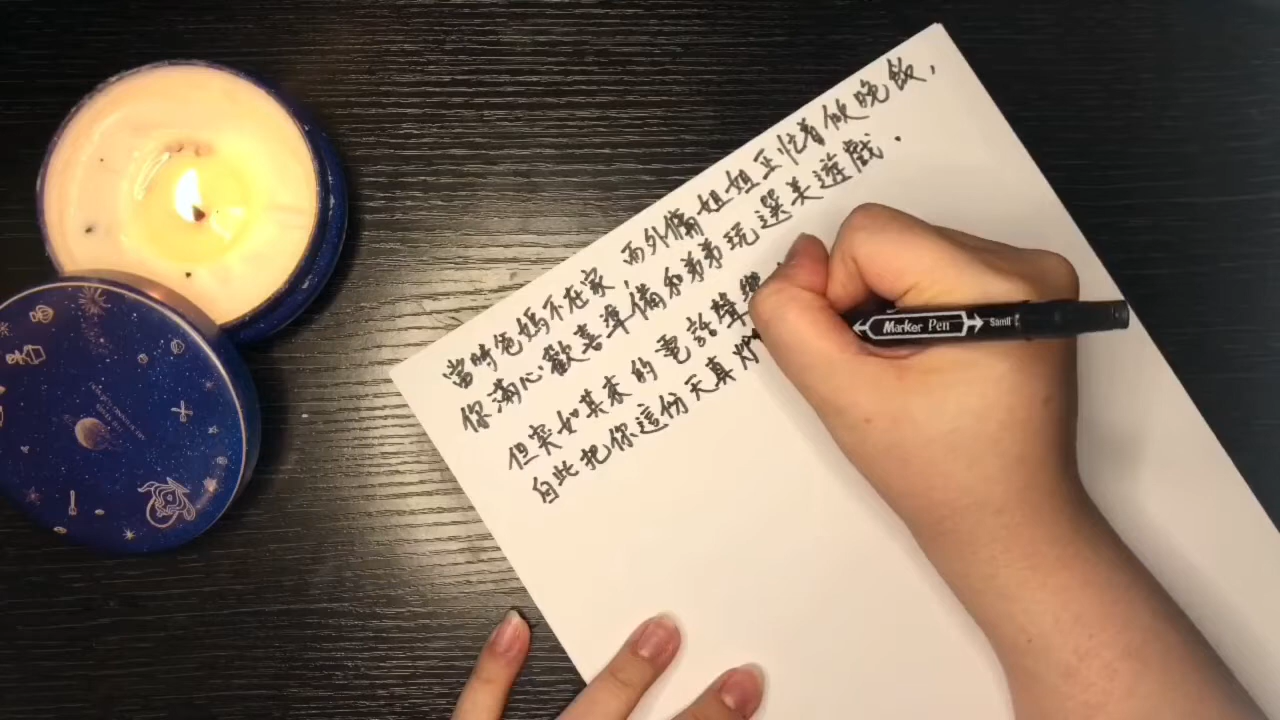 當時爸媽不在家,而外傭姐姐正忙着做晚飯,
你滿心歡喜準備和弟弟玩選美遊戲.
但突如其來的電話聲響
自此把你這份天真
Marker Pen